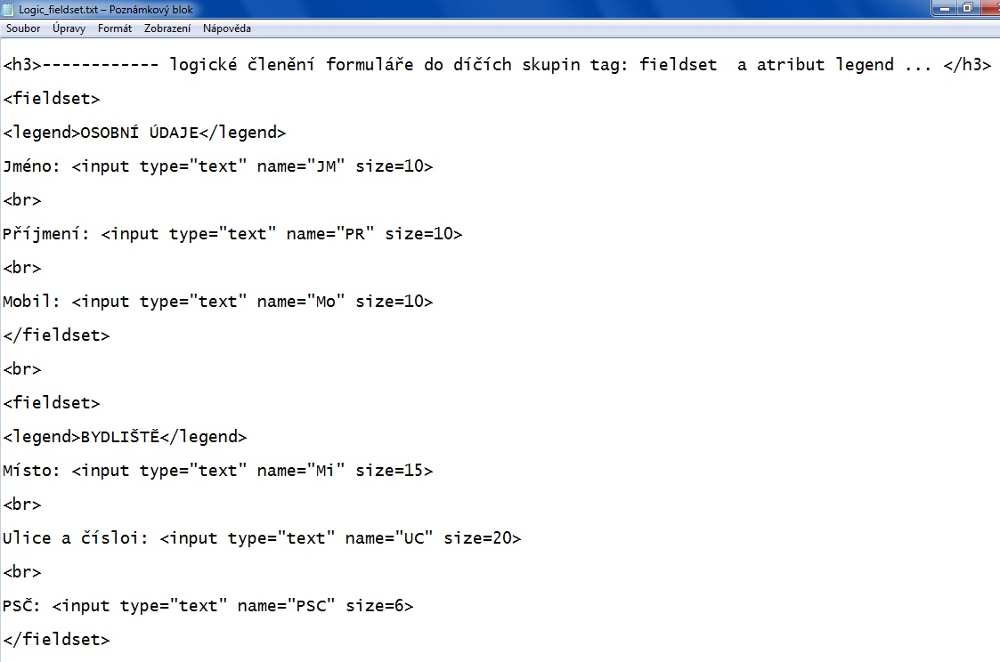 Logic_fieldset.txt – Poznámkový blok
Soubor Úpravy Formát Zobrazení Nápověda
<h3>------------ logické členění formuláře do díčích skupin tag: fieldset  a atribut legend ... </h3>
<fieldset>
<legend>OSOBNÍ ÚDAJE</legend>
Jméno: <input type="text" name="JM" size=10>
<br>
Příjmení: <input type="text" name="PR" size=10>
<br>
Mobil: <input type="text" name="Mo" size=10>
</fieldset>
<br>
<fieldset>
<legend>BYDLIŠTĚ</legend>
Místo: <input type="text" name="Mi" size=15>
<br>
Ulice a čísloi: <input type="text" name="UC" size=20>
<br>
PSČ: <input type="text" name="PSC" size=6>
</fieldset>